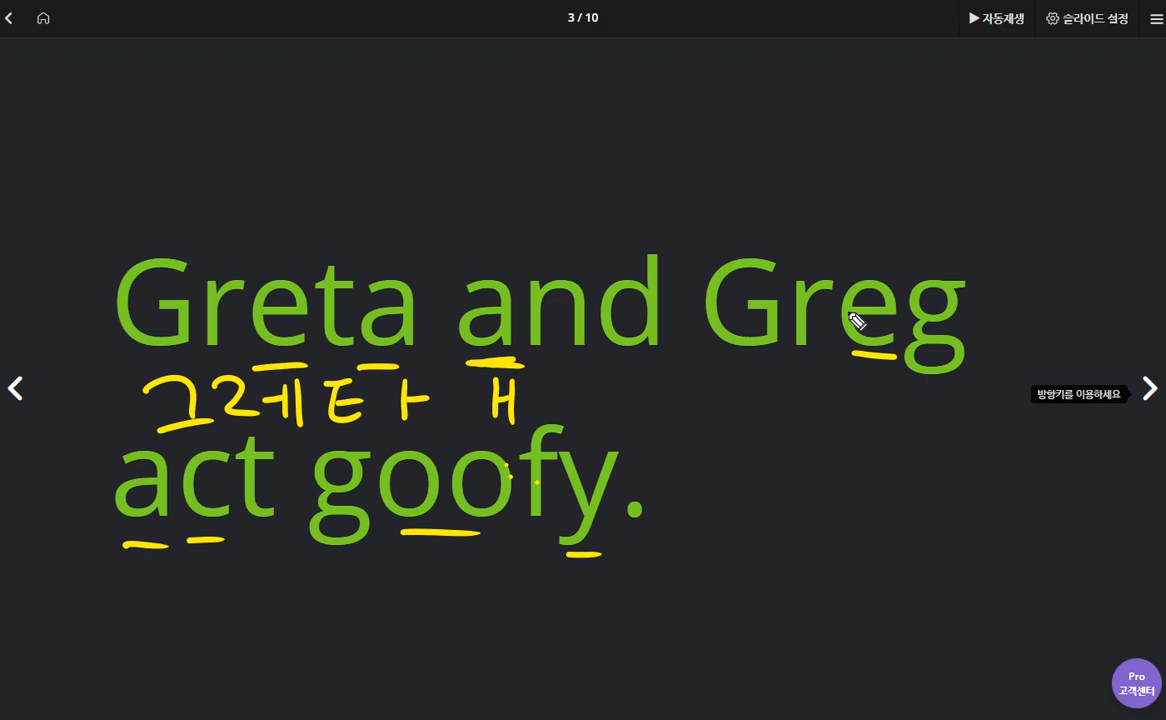 3 / 10
▶ 자동재생
슬라이드 설정
Greta and Greg
그레타 ㅐ
방향키를 이용하세요
act goofy.
Pro
고객센터